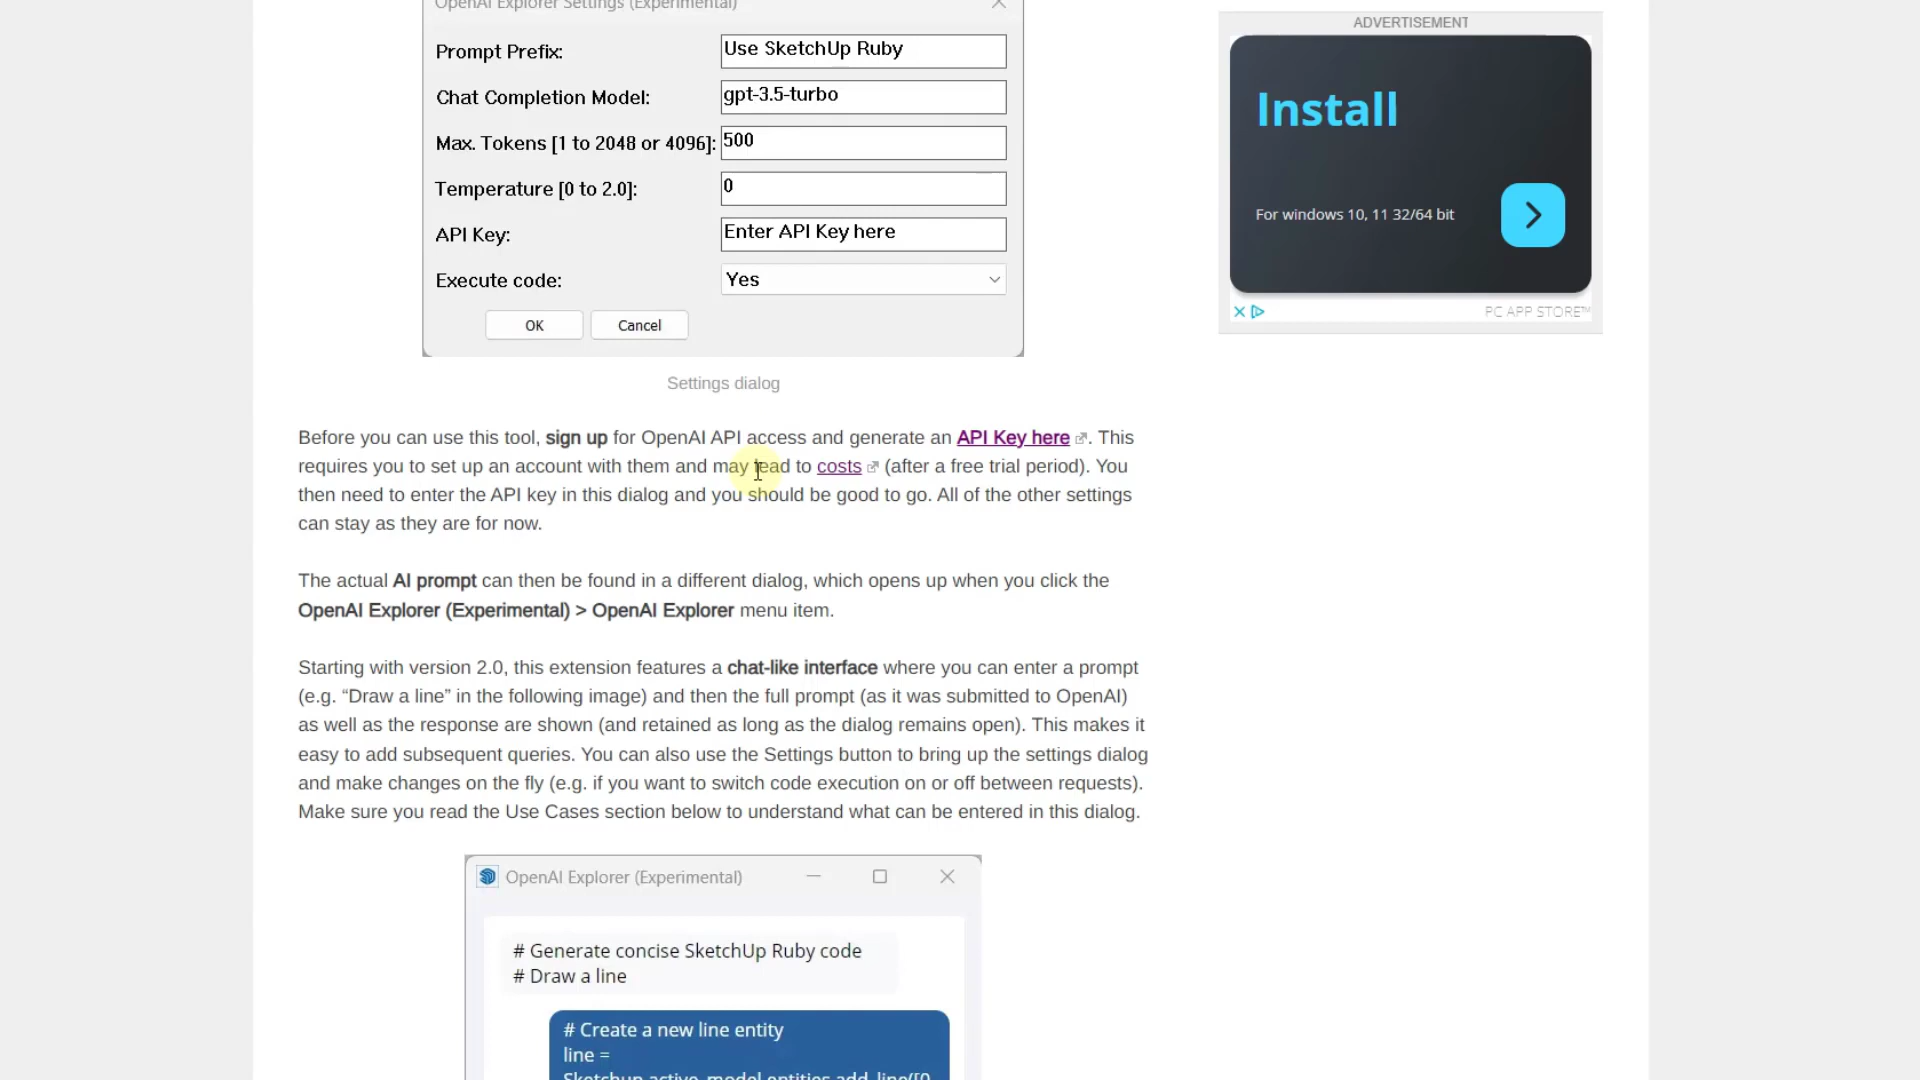 OpenAI Explorer Settings (Experimental)
Prompt Prefix: Use SketchUp Ruby
Chat Completion Model: gpt-3.5-turbo
Max. Tokens [1 to 2048 or 4096]: 500
Temperature [0 to 2.0]: 0
API Key: Enter API Key here
Execute code: Yes
OK Cancel
Settings dialog
Before you can use this tool, sign up for OpenAI API access and generate an API Key here. This
requires you to set up an account with them and may lead to costs (after a free trial period). You
then need to enter the API key in this dialog and you should be good to go. All of the other settings
can stay as they are for now.
The actual AI prompt can then be found in a different dialog, which opens up when you click the
OpenAI Explorer (Experimental) > OpenAI Explorer menu item.
Starting with version 2.0, this extension features a chat-like interface where you can enter a prompt
(e.g. “Draw a line” in the following image) and then the full prompt (as it was submitted to OpenAI)
as well as the response are shown (and retained as long as the dialog remains open). This makes it
easy to add subsequent queries. You can also use the Settings button to bring up the settings dialog
and make changes on the fly (e.g. if you want to switch code execution on or off between requests).
Make sure you read the Use Cases section below to understand what can be entered in this dialog.
OpenAI Explorer (Experimental)
# Generate concise SketchUp Ruby code
# Draw a line
# Create a new line entity
line =
Sketchup.active_model.entities.add_line([0
ADVERTISEMENT
Install
For windows 10, 11 32/64 bit
PC APP STORE™